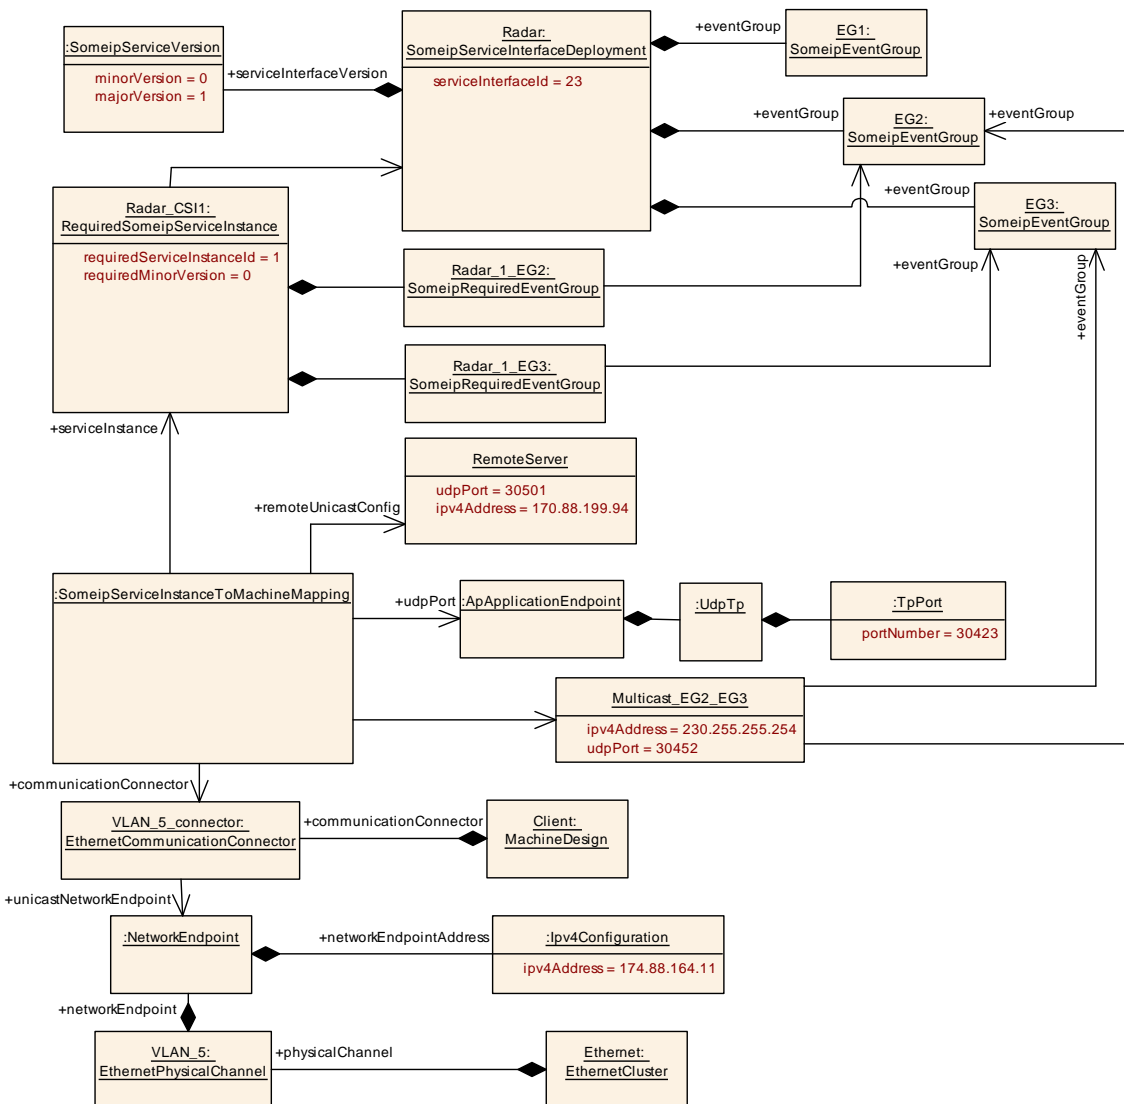 :SomeipServiceVersion
minorVersion = 0
majorVersion = 1
+serviceInterfaceVersion
Radar:
SomeipServiceInterfaceDeployment
serviceInterfaceId = 23
+eventGroup
EG1:
SomeipEventGroup
+eventGroup
EG2:
SomeipEventGroup
+eventGroup
+eventGroup
EG3:
SomeipEventGroup
Radar_CSI1:
RequiredSomeipServiceInstance
requiredServiceInstanceId = 1
requiredMinorVersion = 0
Radar_1_EG2:
SomeipRequiredEventGroup
+eventGroup
+eventGroup
Radar_1_EG3:
SomeipRequiredEventGroup
+serviceInstance
RemoteServer
udpPort = 30501
ipv4Address = 170.88.199.94
+remoteUnicastConfig
:SomeipServiceInstanceToMachineMapping
+udpPort
:ApApplicationEndpoint
:UdpTp
:TpPort
portNumber = 30423
Multicast_EG2_EG3
ipv4Address = 230.255.255.254
udpPort = 30452
+communicationConnector
VLAN_5_connector:
EthernetCommunicationConnector
+communicationConnector
Client:
MachineDesign
+unicastNetworkEndpoint
:NetworkEndpoint
+networkEndpointAddress
:Ipv4Configuration
ipv4Address = 174.88.164.11
+networkEndpoint
VLAN_5:
EthernetPhysicalChannel
+physicalChannel
Ethernet:
EthernetCluster